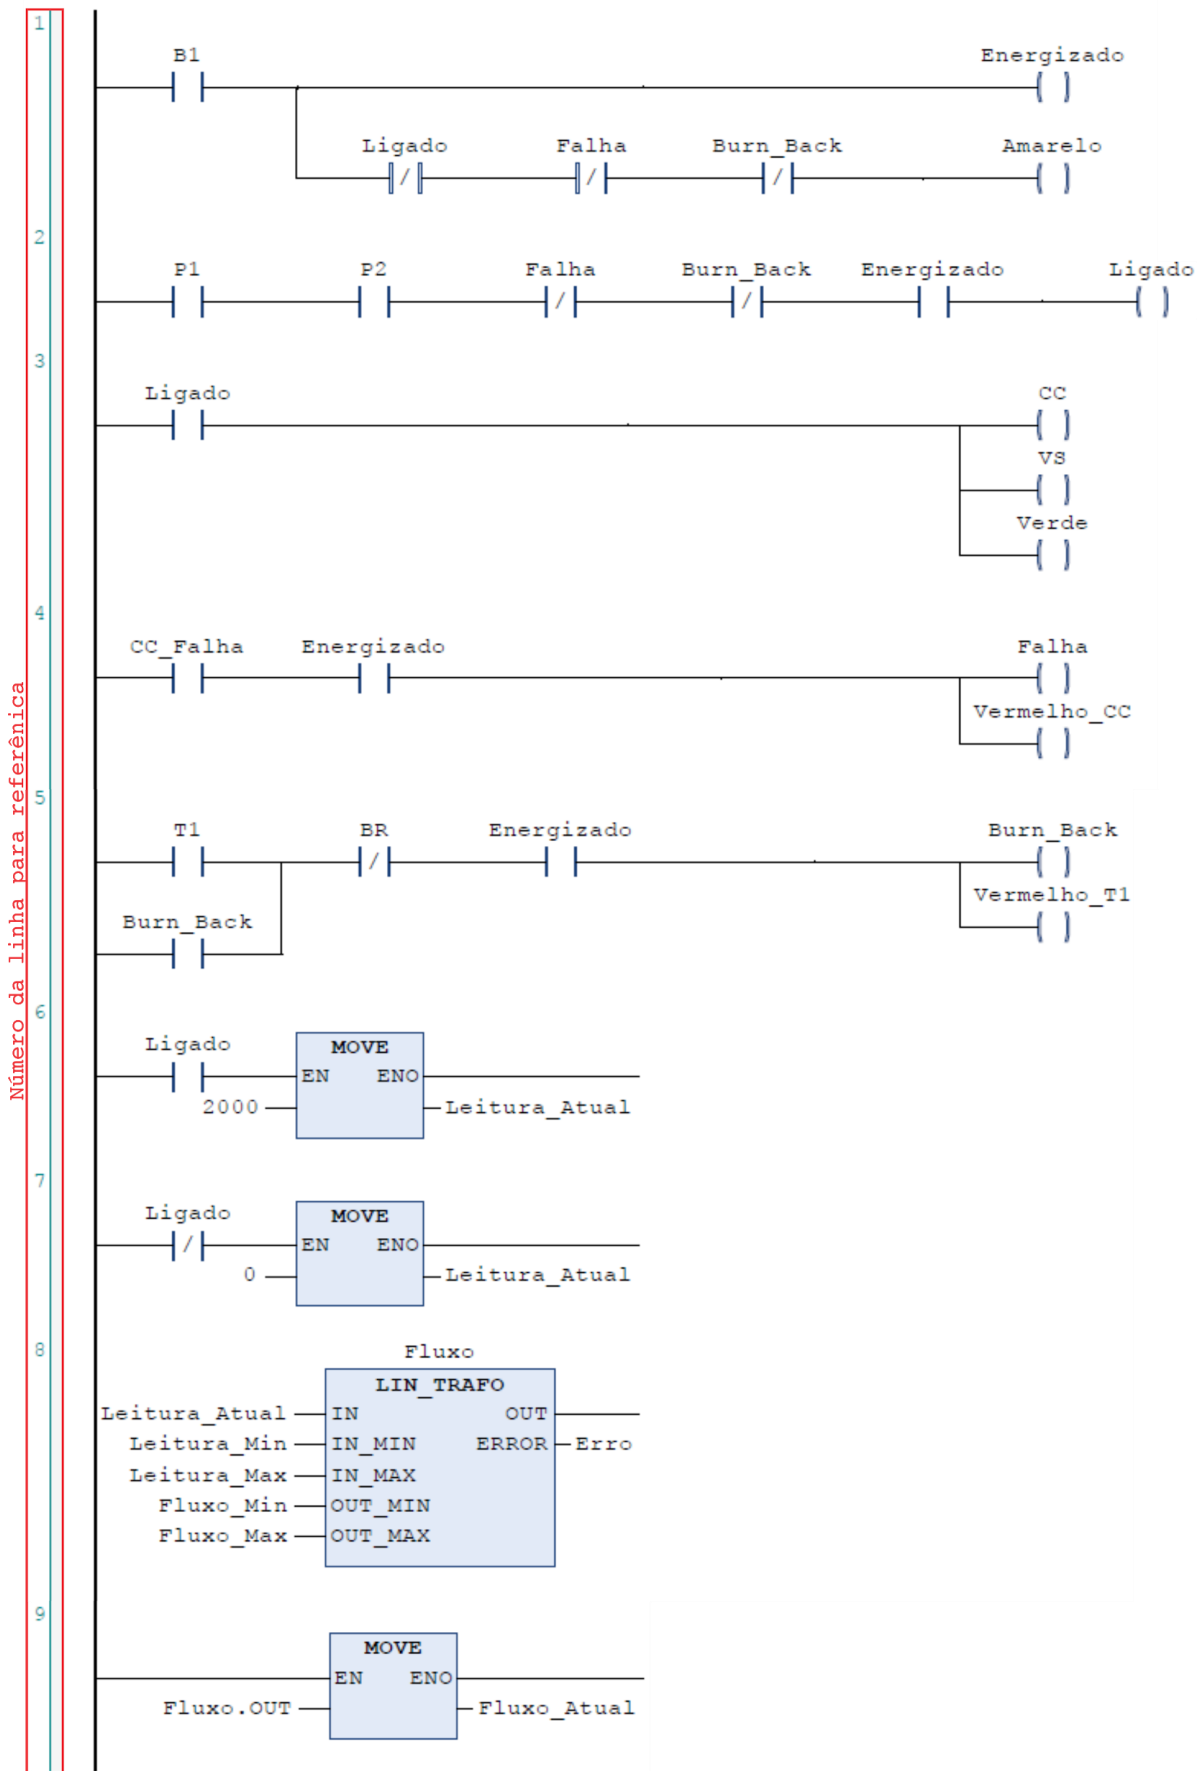 Número da linha para referênica
1
B1 Energizado
Ligado Falha Burn_Back Amarelo
2
P1 P2 Falha Burn_Back Energizado Ligado
3
Ligado CC
VS
Verde
4
CC_Falha Energizado Falha
Vermelho_CC
5
T1 BR Energizado Burn_Back
Vermelho_T1
Burn_Back
6
Ligado MOVE
EN ENO
2000 Leitura_Atual
7
Ligado MOVE
EN ENO
0 Leitura_Atual
8
Fluxo
LIN_TRAFO
Leitura_Atual IN OUT
Leitura_Min IN_MIN ERROR Erro
Leitura_Max IN_MAX
Fluxo_Min OUT_MIN
Fluxo_Max OUT_MAX
9
MOVE
EN ENO
Fluxo.OUT Fluxo_Atual